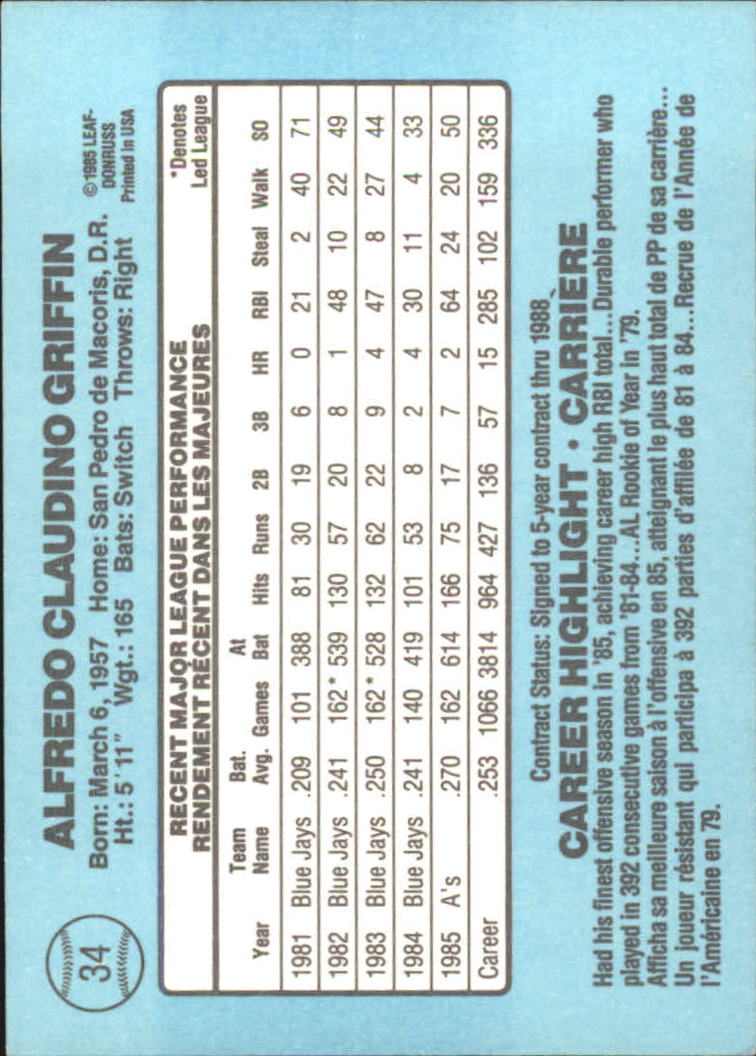 34
ALFREDO CLAUDINO GRIFFIN
Born: March 6, 1957 Home: San Pedro de Macoris, D.R.
Ht.: 5'11" Wgt.: 165 Bats: Switch Throws: Right
©1985 LEAF-
DONRUSS
Printed in USA
RECENT MAJOR LEAGUE PERFORMANCE
RENDEMENT RÉCENT DANS LES MAJEURES
*Denotes
Led League
Year Team Name Bat. Avg. Games At Bat Hits Runs 2B 3B HR RBI Steal Walk SO
1981 Blue Jays .209 101 388 81 30 19 6 0 21 2 40 71
1982 Blue Jays .241 162* 539 130 57 20 8 1 48 10 22 49
1983 Blue Jays .250 162* 528 132 62 22 9 4 47 8 27 44
1984 Blue Jays .241 140 419 101 53 8 2 4 30 11 4 33
1985 A's .270 162 614 166 75 17 7 2 64 24 20 50
Career .253 1066 3814 964 427 136 57 15 285 102 159 336
Contract Status: Signed to 5-year contract thru 1988
CAREER HIGHLIGHT • CARRIÈRE
Had his finest offensive season in '85, achieving career high RBI total...Durable performer who
played in 392 consecutive games from '81-84...AL Rookie of Year in '79.
Afficha sa meilleure saison à l'offensive en 85, atteignant le plus haut total de PP de sa carrière...
Un joueur résistant qui participa à 392 parties d'affilée de 81 à 84...Recrue de l'Année de
l'Américaine en 79.